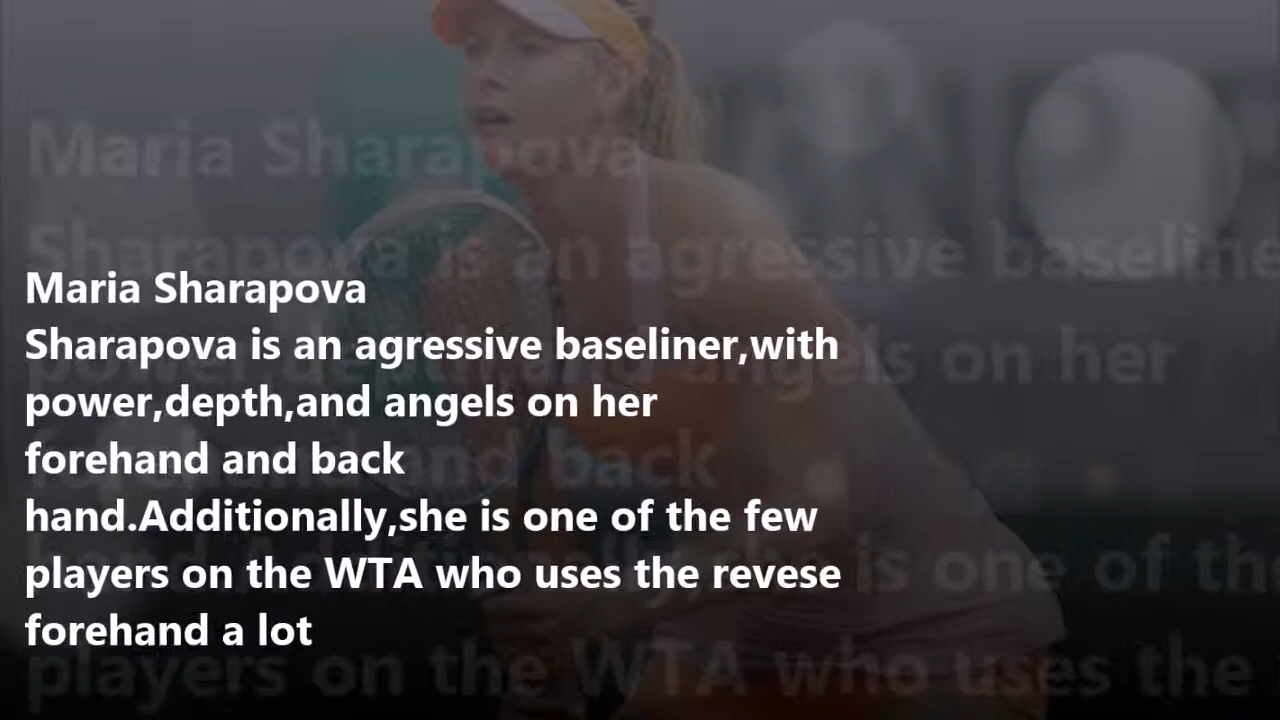 Maria Sharapova
Sharapova is an agressive baseliner,with
power,depth,and angels on her
forehand and back
hand.Additionally,she is one of the few
players on the WTA who uses the revese
forehand a lot